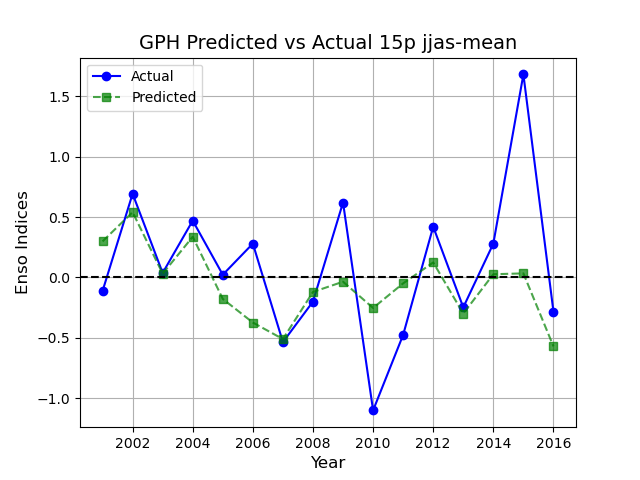 GPH Predicted vs Actual 15p jjas-mean
Actual
Predicted
1.5
1.0
0.5
0.0
−0.5
−1.0
Enso Indices
2002 2004 2006 2008 2010 2012 2014 2016
Year